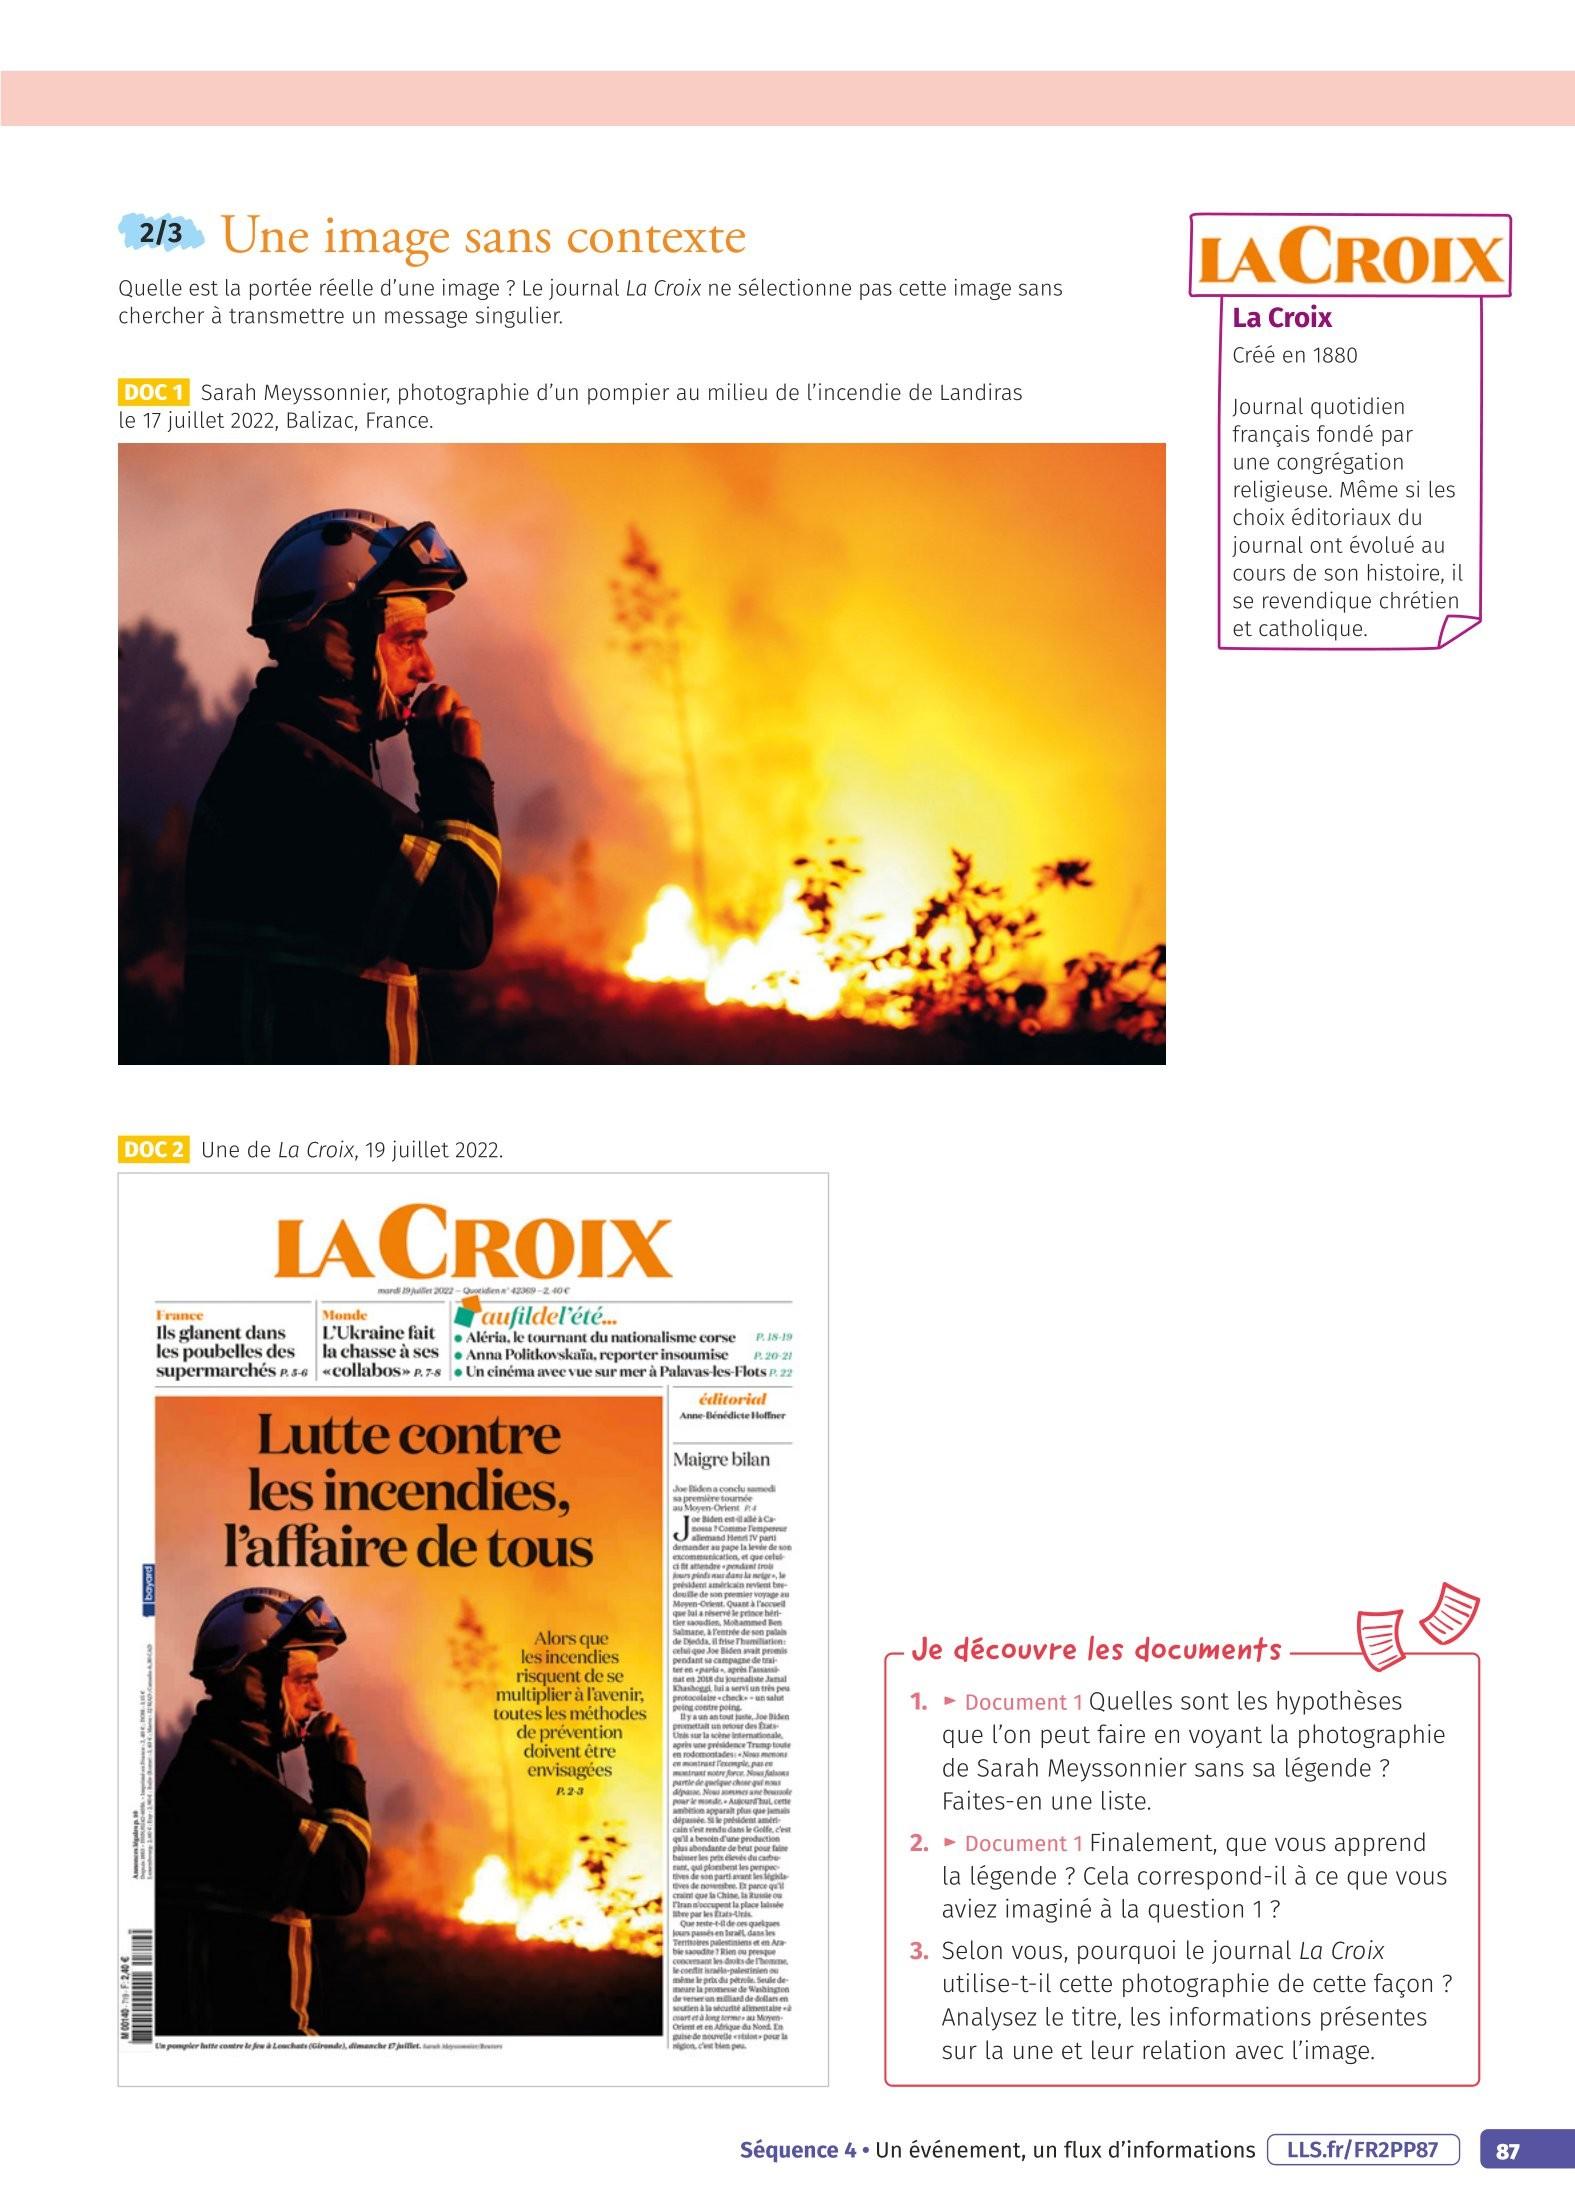 2/3 Une image sans contexte
Quelle est la portée réelle d’une image ? Le journal La Croix ne sélectionne pas cette image sans
chercher à transmettre un message singulier.
LA CROIX
La Croix
Créé en 1880
Journal quotidien
français fondé par
une congrégation
religieuse. Même si les
choix éditoriaux du
journal ont évolué au
cours de son histoire, il
se revendique chrétien
et catholique.
DOC 1 Sarah Meyssonnier, photographie d’un pompier au milieu de l’incendie de Landiras
le 17 juillet 2022, Balizac, France.
DOC 2 Une de La Croix, 19 juillet 2022.
LA CROIX
mardi 19 juillet 2022 – Quotidien n° 42369 – 2,40 €
France
Ils glanent dans
les poubelles des
supermarchés P. 5-6
Monde
L’Ukraine fait
la chasse à ses
«collabos» P. 7-8
au fil de l’été...
• Aléria, le tournant du nationalisme corse P. 18-19
• Anna Politkovskaïa, reporter insoumise P. 20-21
• Un cinéma avec vue sur mer à Palavas-les-Flots P. 22
Lutte contre
les incendies,
l’affaire de tous
Alors que
les incendies
risquent de se
multiplier à l’avenir,
toutes les méthodes
de prévention
doivent être
envisagées
P. 2-3
bayard
M 00140 - 719 - F: 2,40 €
Un pompier lutte contre le feu à Louchats (Gironde), dimanche 17 juillet. Sarah Meyssonnier/Reuters
éditorial
Anne-Bénédicte Hoffner
Maigre bilan
Joe Biden a conclu samedi
sa première tournée
au Moyen-Orient P. 4
Joe Biden est-il allé à Ca-
nossa ? Comme l’empereur
allemand Henri IV parti
demander au pape la levée de son
excommunication, et que celui-
ci fit attendre «pendant trois
jours pieds nus dans la neige», le
président américain revient bre-
douille de son premier voyage au
Moyen-Orient. Quant à l’accueil
que lui a réservé le prince héri-
tier saoudien, Mohammed Ben
Salmane, à l’entrée de son palais
de Djedda, il frise l’humiliation :
celui que Joe Biden avait promis
pendant sa campagne de trai-
ter en «paria», après l’assassi-
nat en 2018 du journaliste Jamal
Khashoggi, lui a servi un très peu
protocolaire «check» – un salut
poing contre poing.
Il y a un an tout juste, Joe Biden
promettait un retour des États-
Unis sur la scène internationale,
après une présidence Trump toute
en rodomontades : «Nous menons
en montrant l’exemple, pas en
montrant notre force. Nous faisons
partie de quelque chose qui nous
dépasse. Nous sommes une boussole
pour le monde.» Aujourd’hui, cette
ambition apparaît plus que jamais
dépassée. Si le président améri-
cain s’est rendu dans le Golfe, c’est
qu’il a besoin d’une production
plus abondante de brut pour faire
baisser les prix élevés du carbu-
rant, qui plombent les perspec-
tives de son parti avant les législa-
tives de novembre. Et parce qu’il
craint que la Chine, la Russie ou
l’Iran n’occupent la place laissée
libre par les États-Unis.
Que reste-t-il de ces quelques
jours passés en Israël, dans les
Territoires palestiniens et en Ara-
bie saoudite ? Rien ou presque
concernant les droits de l’homme,
le conflit israélo-palestinien ou
même le prix du pétrole. Seule de-
meure la promesse de Washington
de verser un milliard de dollars en
soutien à la sécurité alimentaire «à
court et à long terme» au Moyen-
Orient et en Afrique du Nord. En
guise de nouvelle «vision» pour la
région, c’est bien peu.
Je découvre les documents
1. ► Document 1 Quelles sont les hypothèses
que l’on peut faire en voyant la photographie
de Sarah Meyssonnier sans sa légende ?
Faites-en une liste.
2. ► Document 1 Finalement, que vous apprend
la légende ? Cela correspond-il à ce que vous
aviez imaginé à la question 1 ?
3. Selon vous, pourquoi le journal La Croix
utilise-t-il cette photographie de cette façon ?
Analysez le titre, les informations présentes
sur la une et leur relation avec l’image.
Séquence 4 • Un événement, un flux d’informations LLS.fr/FR2PP87 87